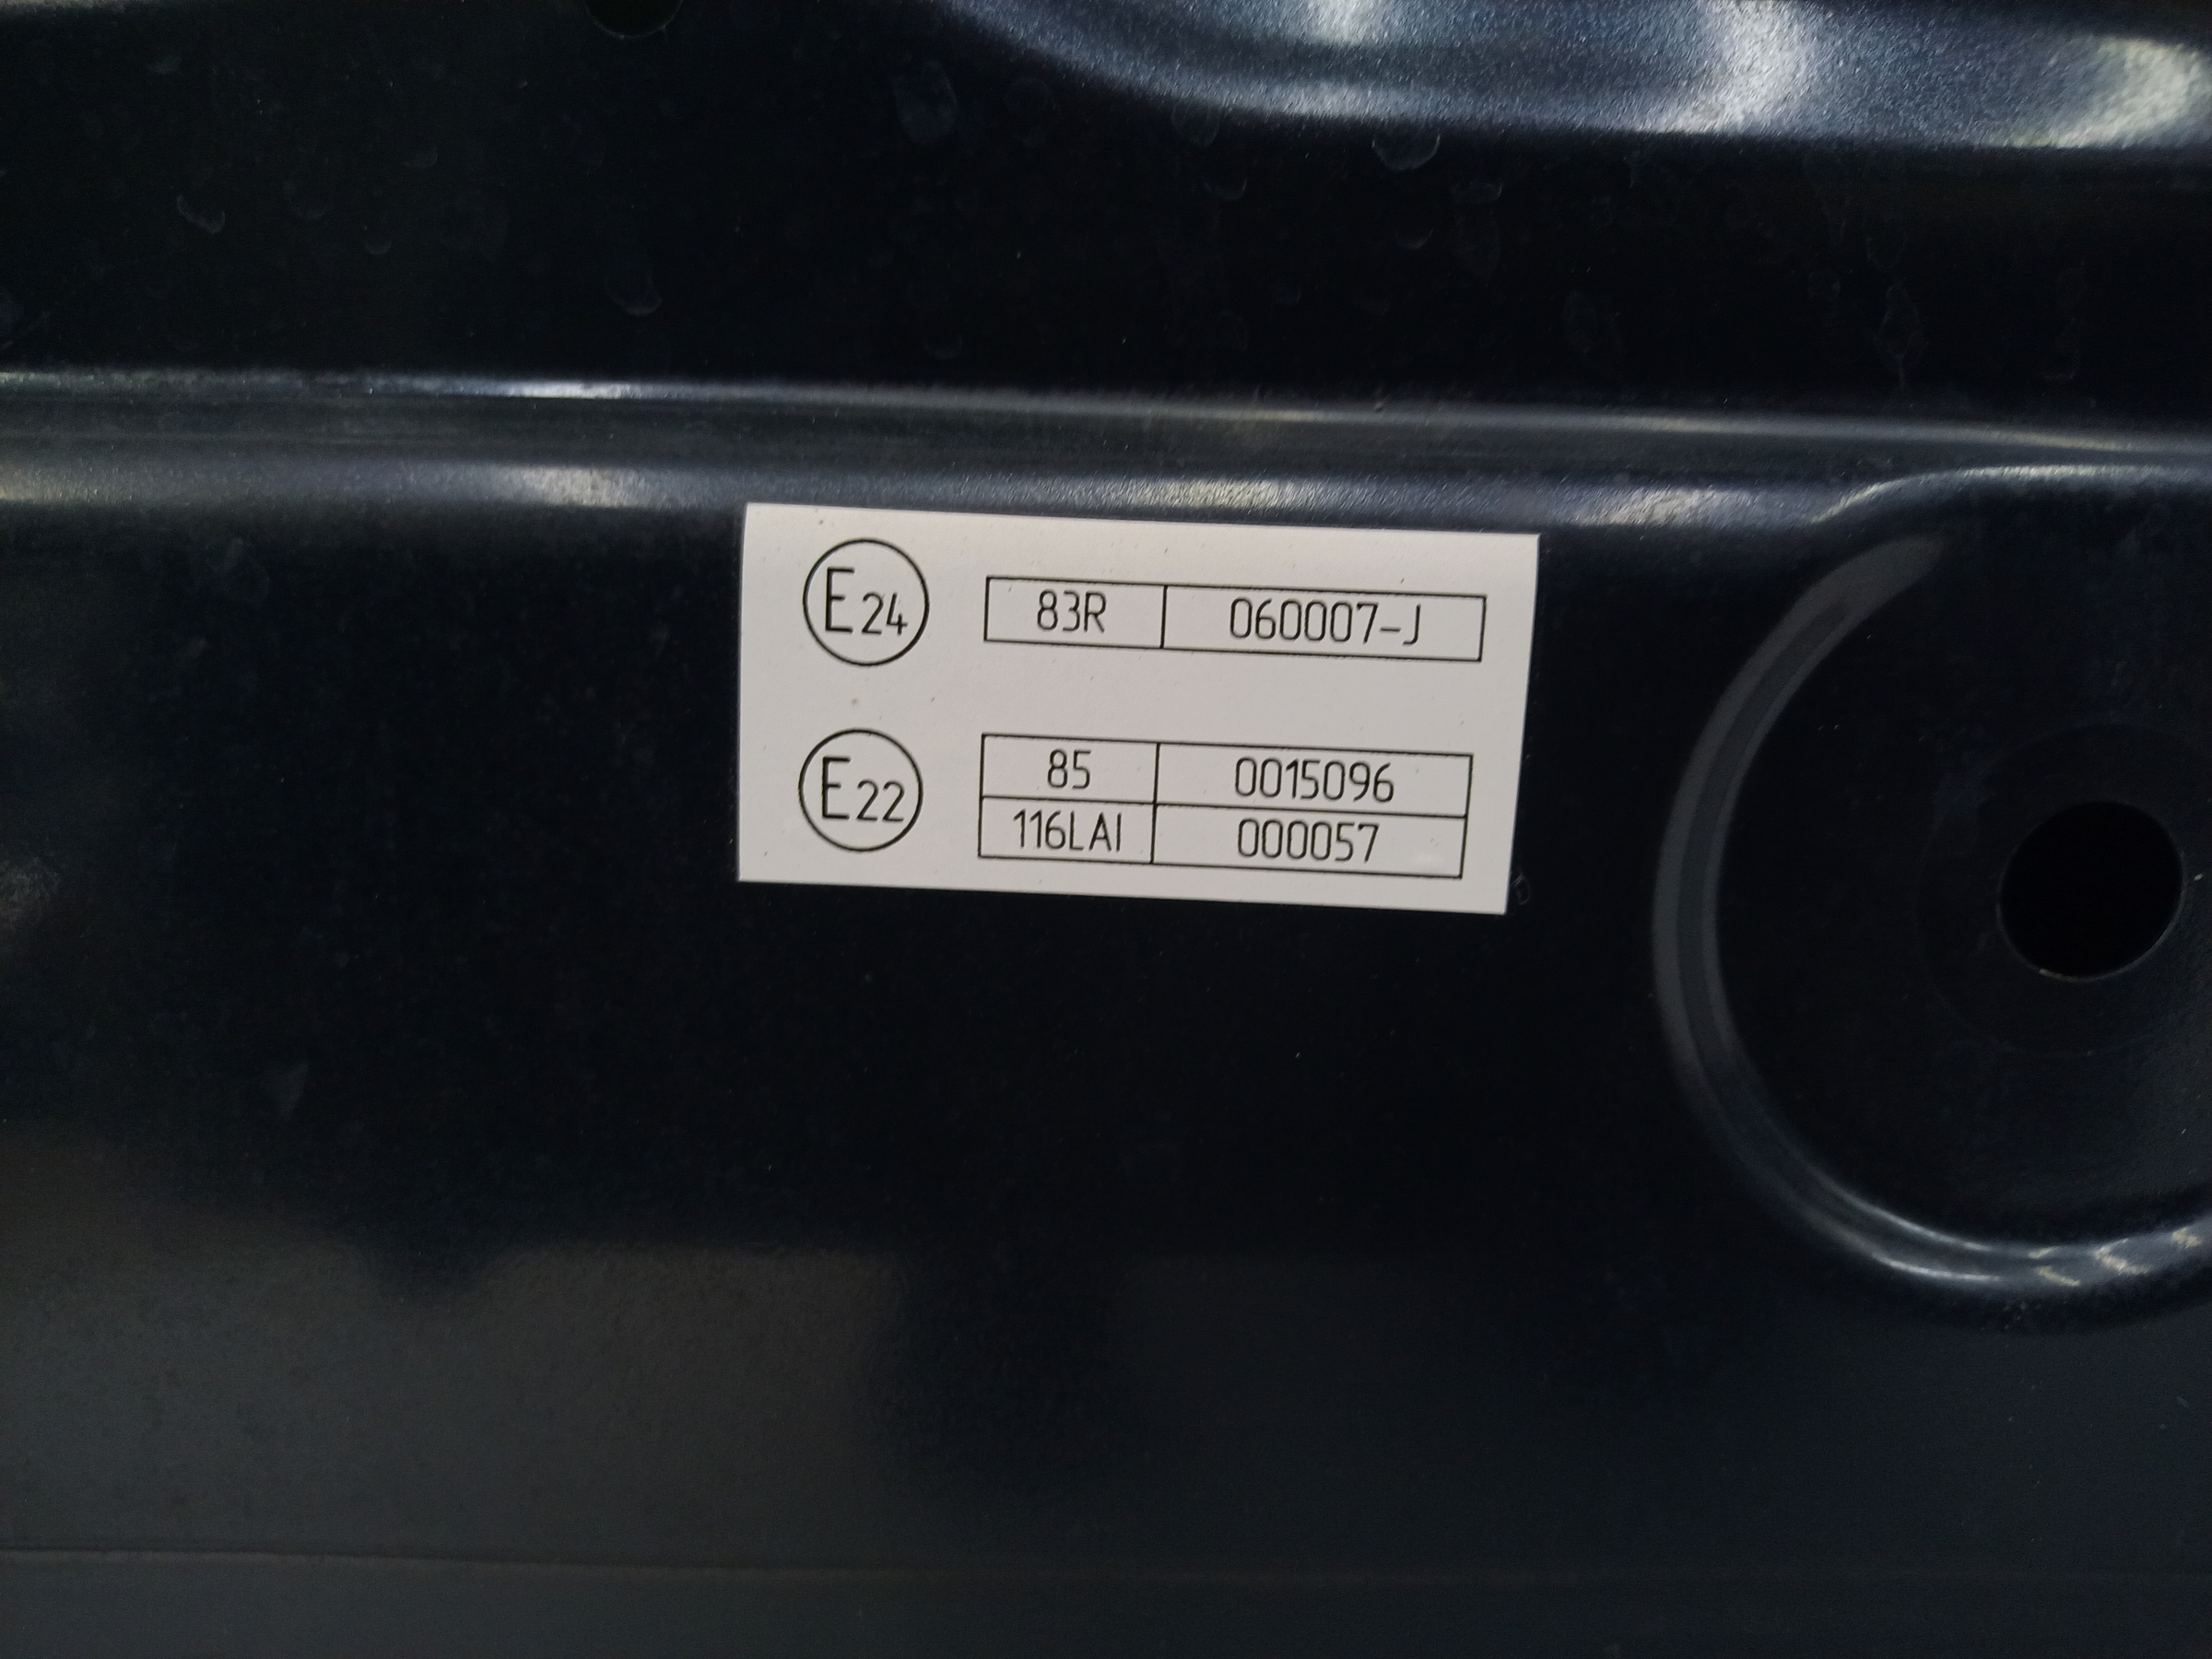 E24 83R 060007-J
E22 85 0015096
116LAI 000057